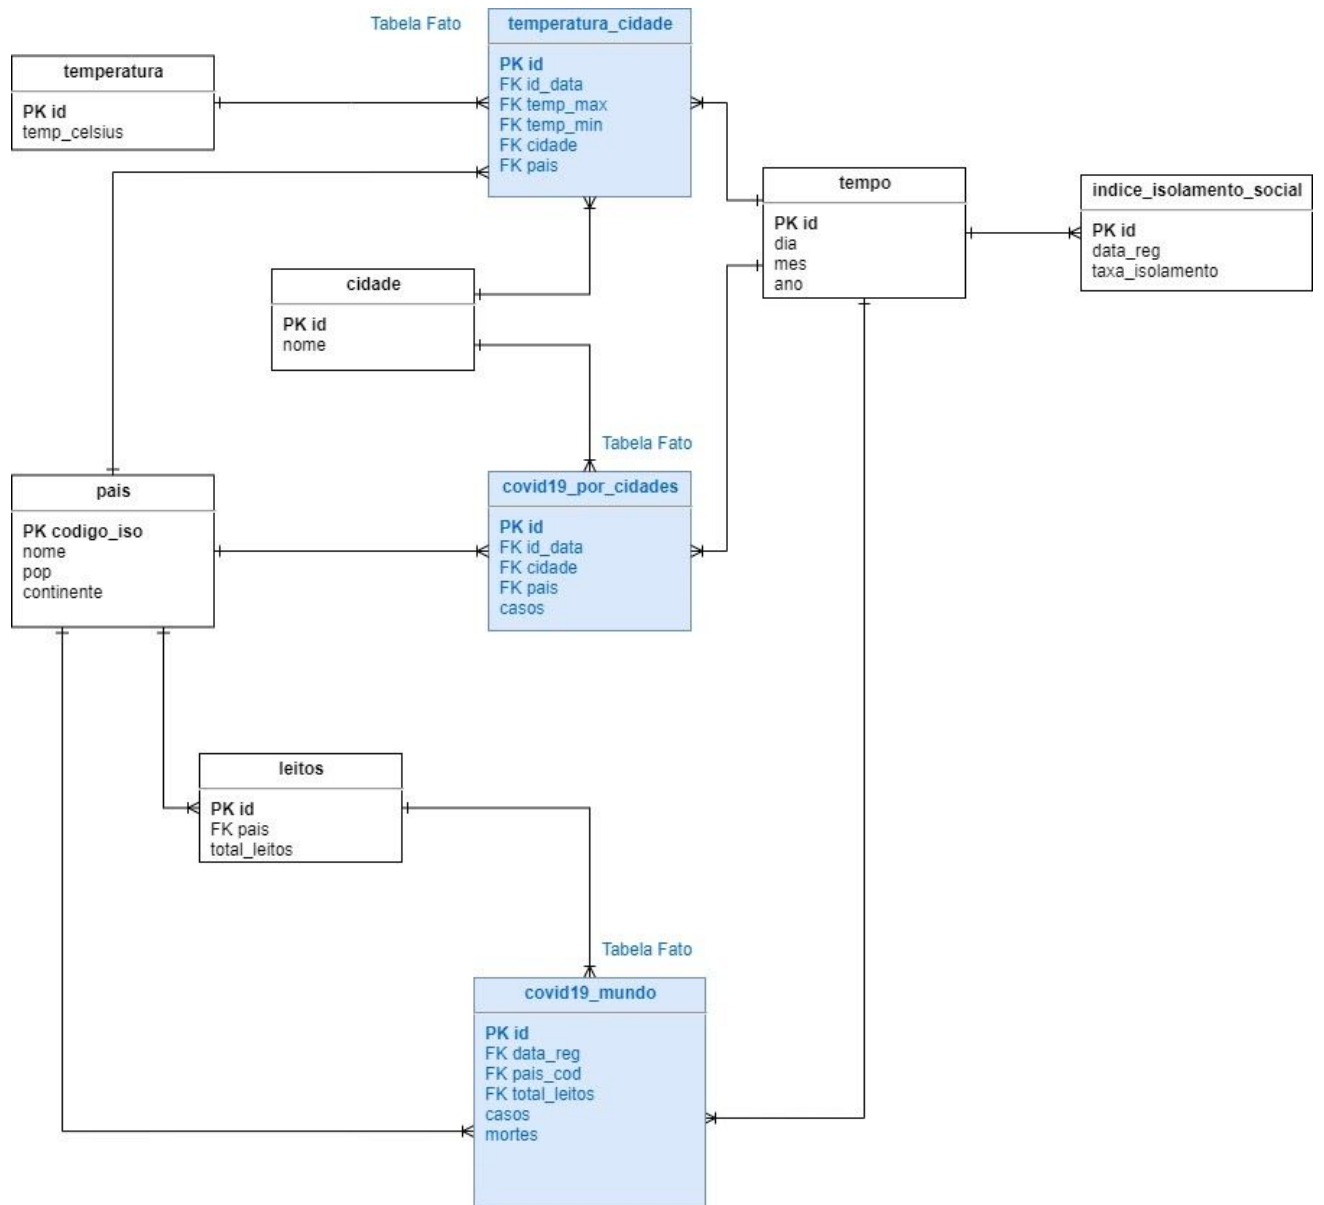 Tabela Fato
temperatura_cidade
PK id
FK id_data
FK temp_max
FK temp_min
FK cidade
FK pais
temperatura
PK id
temp_celsius
tempo
PK id
dia
mes
ano
indice_isolamento_social
PK id
data_reg
taxa_isolamento
cidade
PK id
nome
Tabela Fato
covid19_por_cidades
PK id
FK id_data
FK cidade
FK pais
casos
pais
PK codigo_iso
nome
pop
continente
leitos
PK id
FK pais
total_leitos
Tabela Fato
covid19_mundo
PK id
FK data_reg
FK pais_cod
FK total_leitos
casos
mortes